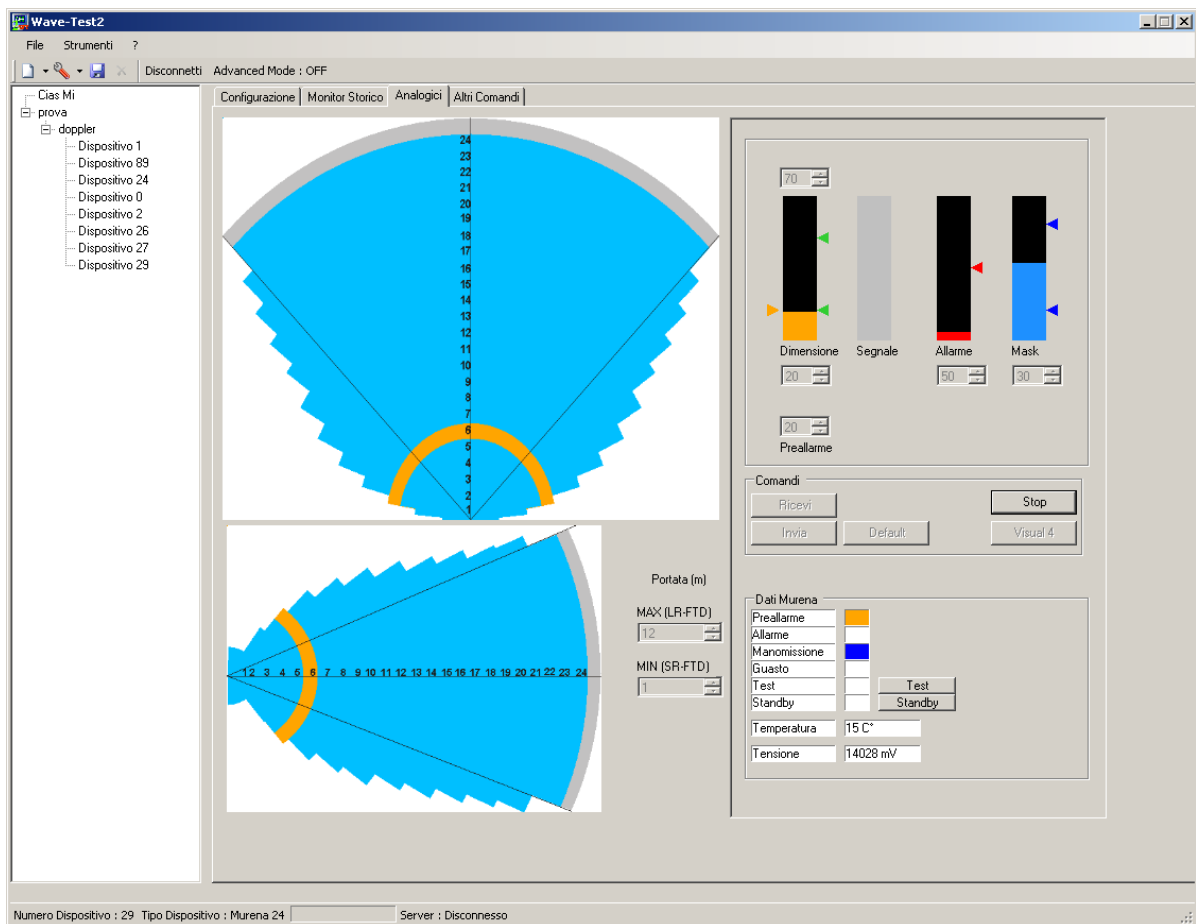 Wave-Test2
File Strumenti ?
Disconnetti Advanced Mode : OFF
Cias Mi
prova
doppler
Dispositivo 1
Dispositivo 89
Dispositivo 24
Dispositivo 0
Dispositivo 2
Dispositivo 26
Dispositivo 27
Dispositivo 29
Configurazione Monitor Storico Analogici Altri Comandi
24
23
22
21
20
19
18
17
16
15
14
13
12
11
10
9
8
7
6
5
4
3
2
1
1 2 3 4 5 6 7 8 9 10 11 12 13 14 15 16 17 18 19 20 21 22 23 24
Portata (m)
MAX (LR-FTD)
12
MIN (SR-FTD)
1
70
Dimensione Segnale Allarme Mask
20 50 30
20
Preallarme
Comandi
Ricevi Stop
Invia Default Visual 4
Dati Murena
Preallarme
Allarme
Manomissione
Guasto
Test Test
Standby Standby
Temperatura 15 C°
Tensione 14028 mV
Numero Dispositivo : 29 Tipo Dispositivo : Murena 24 Server : Disconnesso